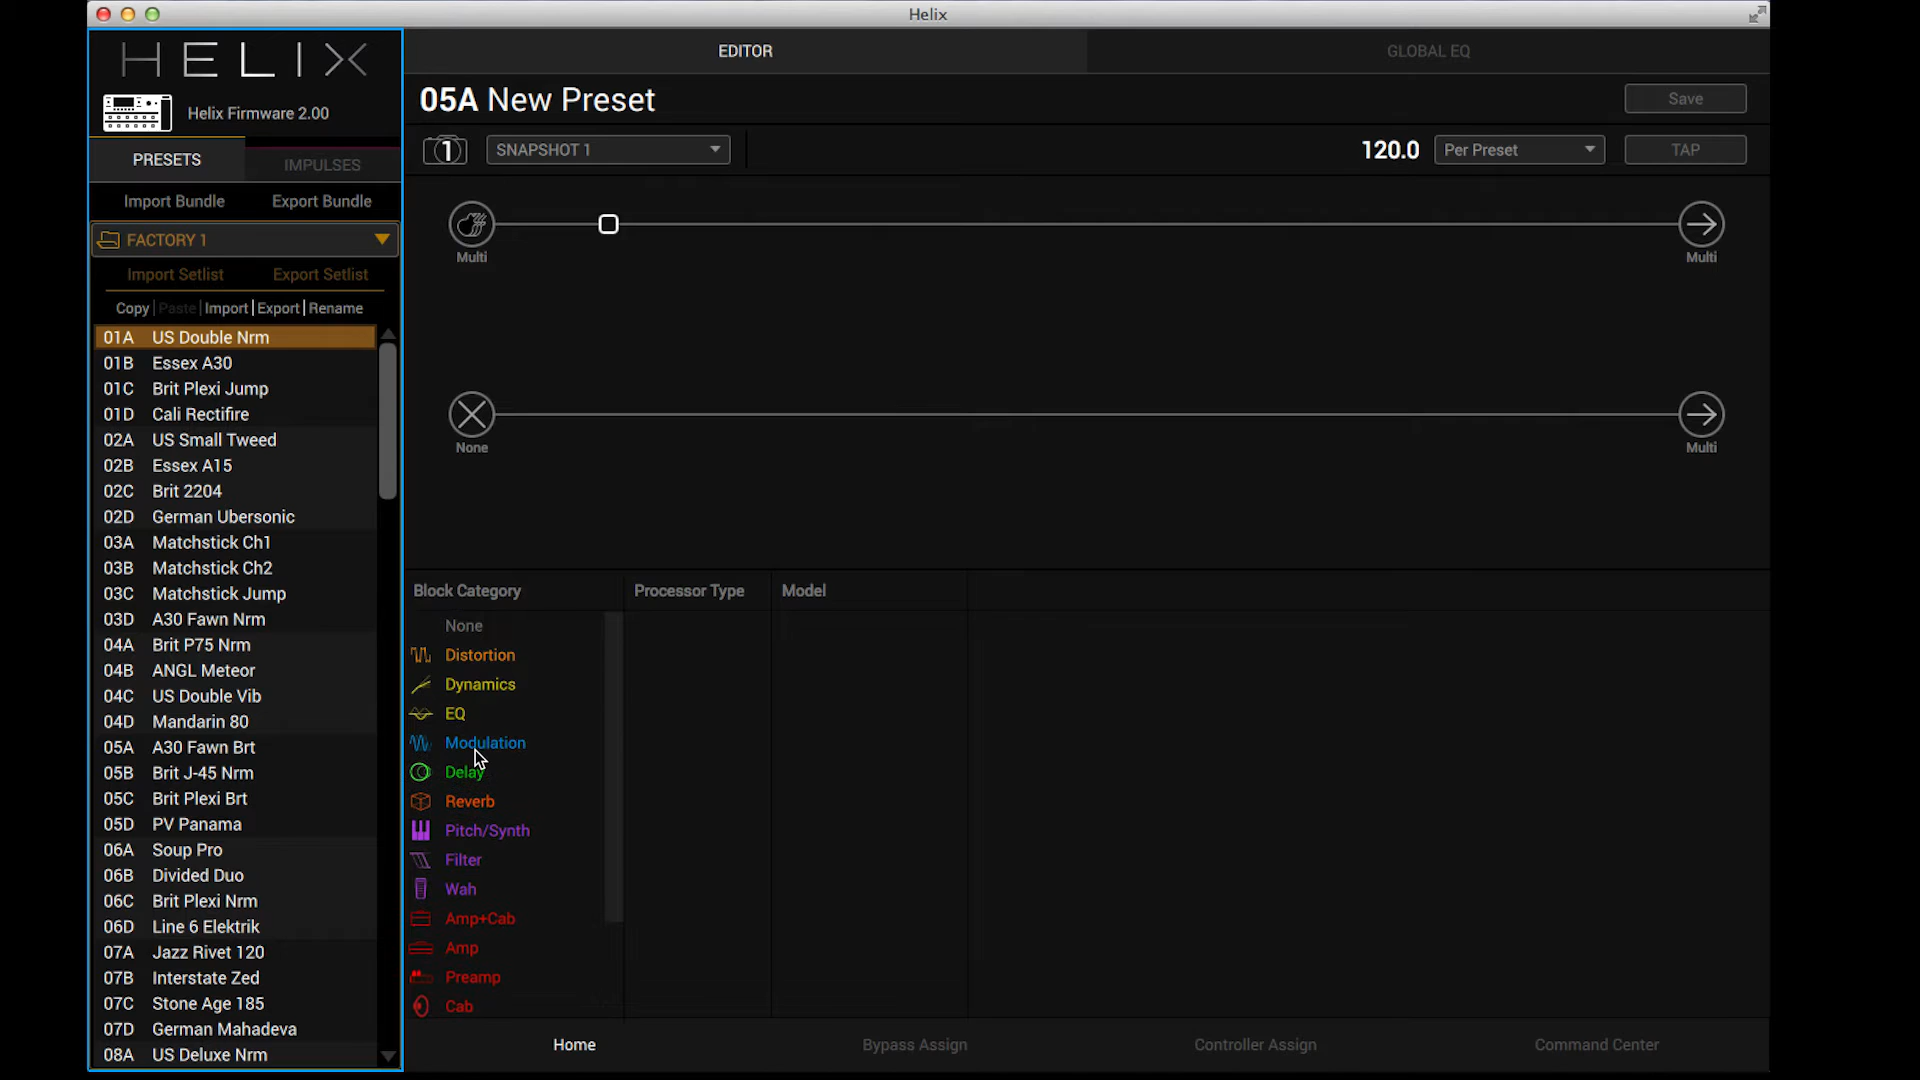 Helix
HELIX
Helix Firmware 2.00
PRESETS
IMPULSES
Import Bundle
Export Bundle
FACTORY 1
Import Setlist
Export Setlist
Copy | Paste | Import | Export | Rename
01A US Double Nrm
01B Essex A30
01C Brit Plexi Jump
01D Cali Rectifire
02A US Small Tweed
02B Essex A15
02C Brit 2204
02D German Ubersonic
03A Matchstick Ch1
03B Matchstick Ch2
03C Matchstick Jump
03D A30 Fawn Nrm
04A Brit P75 Nrm
04B ANGL Meteor
04C US Double Vib
04D Mandarin 80
05A A30 Fawn Brt
05B Brit J-45 Nrm
05C Brit Plexi Brt
05D PV Panama
06A Soup Pro
06B Divided Duo
06C Brit Plexi Nrm
06D Line 6 Elektrik
07A Jazz Rivet 120
07B Interstate Zed
07C Stone Age 185
07D German Mahadeva
08A US Deluxe Nrm
EDITOR
GLOBAL EQ
05A New Preset
Save
1
SNAPSHOT 1
120.0
Per Preset
TAP
Multi
Multi
None
Multi
Block Category
Processor Type
Model
None
Distortion
Dynamics
EQ
Modulation
Delay
Reverb
Pitch/Synth
Filter
Wah
Amp+Cab
Amp
Preamp
Cab
Home
Bypass Assign
Controller Assign
Command Center